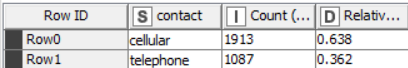 Row ID S contact I Count (... D Relativ...
Row0 cellular 1913 0.638
Row1 telephone 1087 0.362